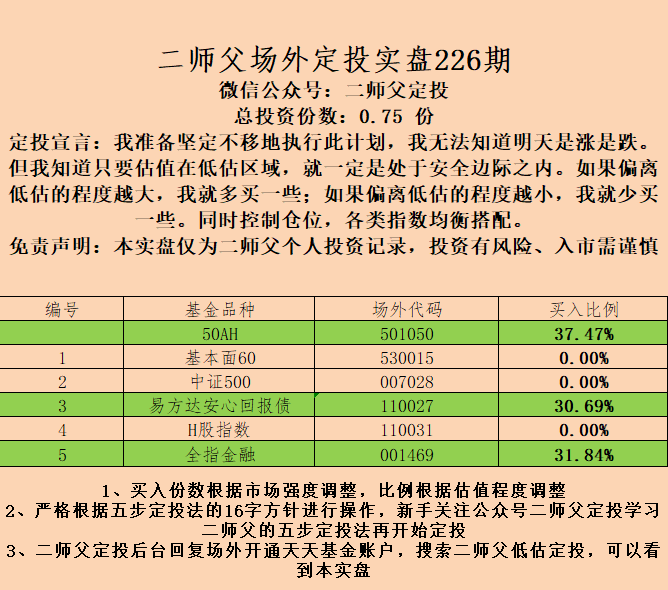 二师父场外定投实盘226期
微信公众号：二师父定投
总投资份数：0.75 份
定投宣言：我准备坚定不移地执行此计划，我无法知道明天是涨是跌。
但我知道只要估值在低估区域，就一定是处于安全边际之内。如果偏离
低估的程度越大，我就多买一些；如果偏离低估的程度越小，我就少买
一些。同时控制仓位，各类指数均衡搭配。
免责声明：本实盘仅为二师父个人投资记录，投资有风险、入市需谨慎
编号 基金品种 场外代码 买入比例
50AH 501050 37.47%
1 基本面60 530015 0.00%
2 中证500 007028 0.00%
3 易方达安心回报债 110027 30.69%
4 H股指数 110031 0.00%
5 全指金融 001469 31.84%
1、买入份数根据市场强度调整，比例根据估值程度调整
2、严格根据五步定投法的16字方针进行操作，新手关注公众号二师父定投学习
二师父的五步定投法再开始定投
3、二师父定投后台回复场外开通天天基金账户，搜索二师父低估定投，可以看
到本实盘